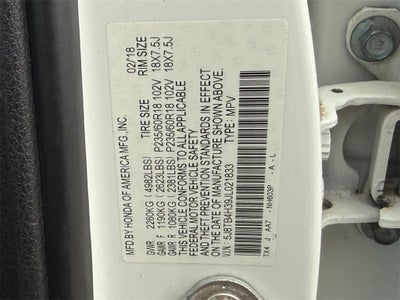 MFD. BY HONDA OF AMERICA MFG., INC. 02/18
TIRE SIZE RIM SIZE
GVWR 2260KG (4982LBS)
GAWR F 1190KG (2623LBS) P235/60R18 102V 18X7.5J
GAWR R 1080KG (2381LBS) P235/60R18 102V 18X7.5J
THIS VEHICLE CONFORMS TO ALL APPLICABLE
FEDERAL MOTOR VEHICLE SAFETY, BUMPER,
AND THEFT PREVENTION STANDARDS IN EFFECT
ON THE DATE OF MANUFACTURE SHOWN ABOVE.
5J8TB4H39JL021833 TYPE: MPV
TX4 J AA7 - NH603P - A - L